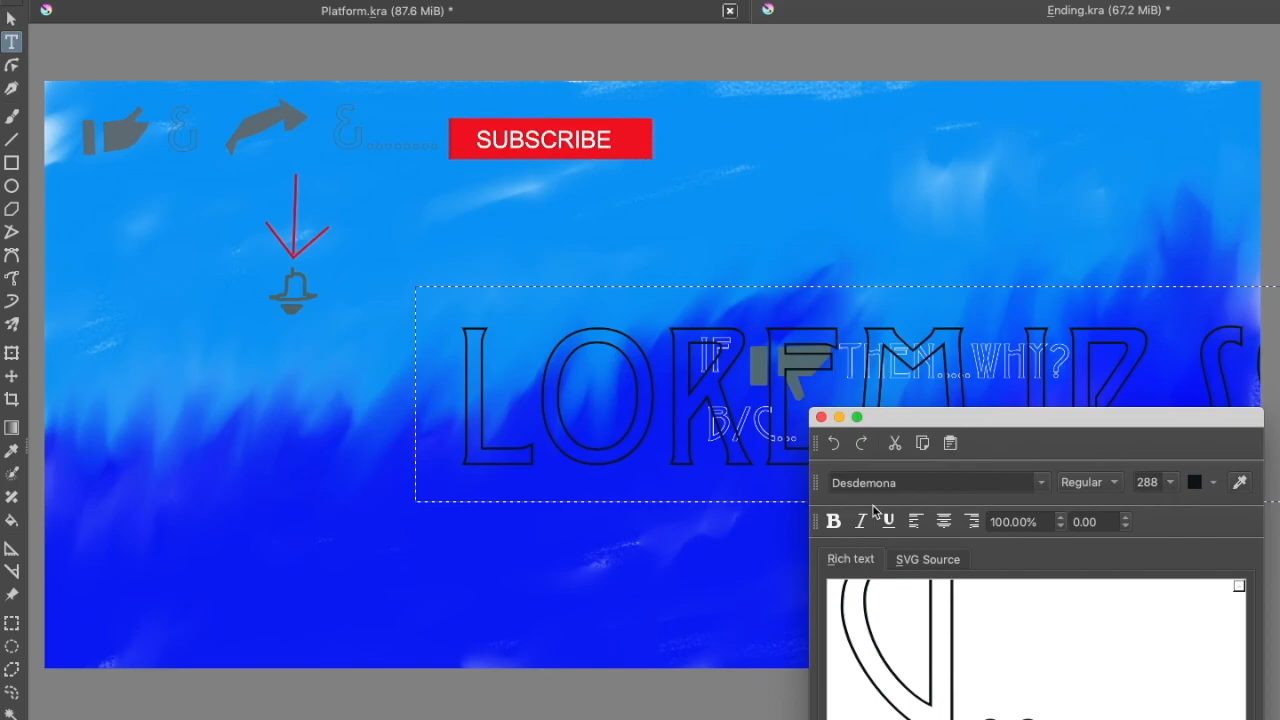 Platform.kra (87.6 MiB) *
Ending.kra (67.2 MiB) *
& &........ SUBSCRIBE
LOREM IP S
IF THEN....WHY?
B/C...
Desdemona Regular 288
B I U 100.00% 0.00
Rich text SVG Source